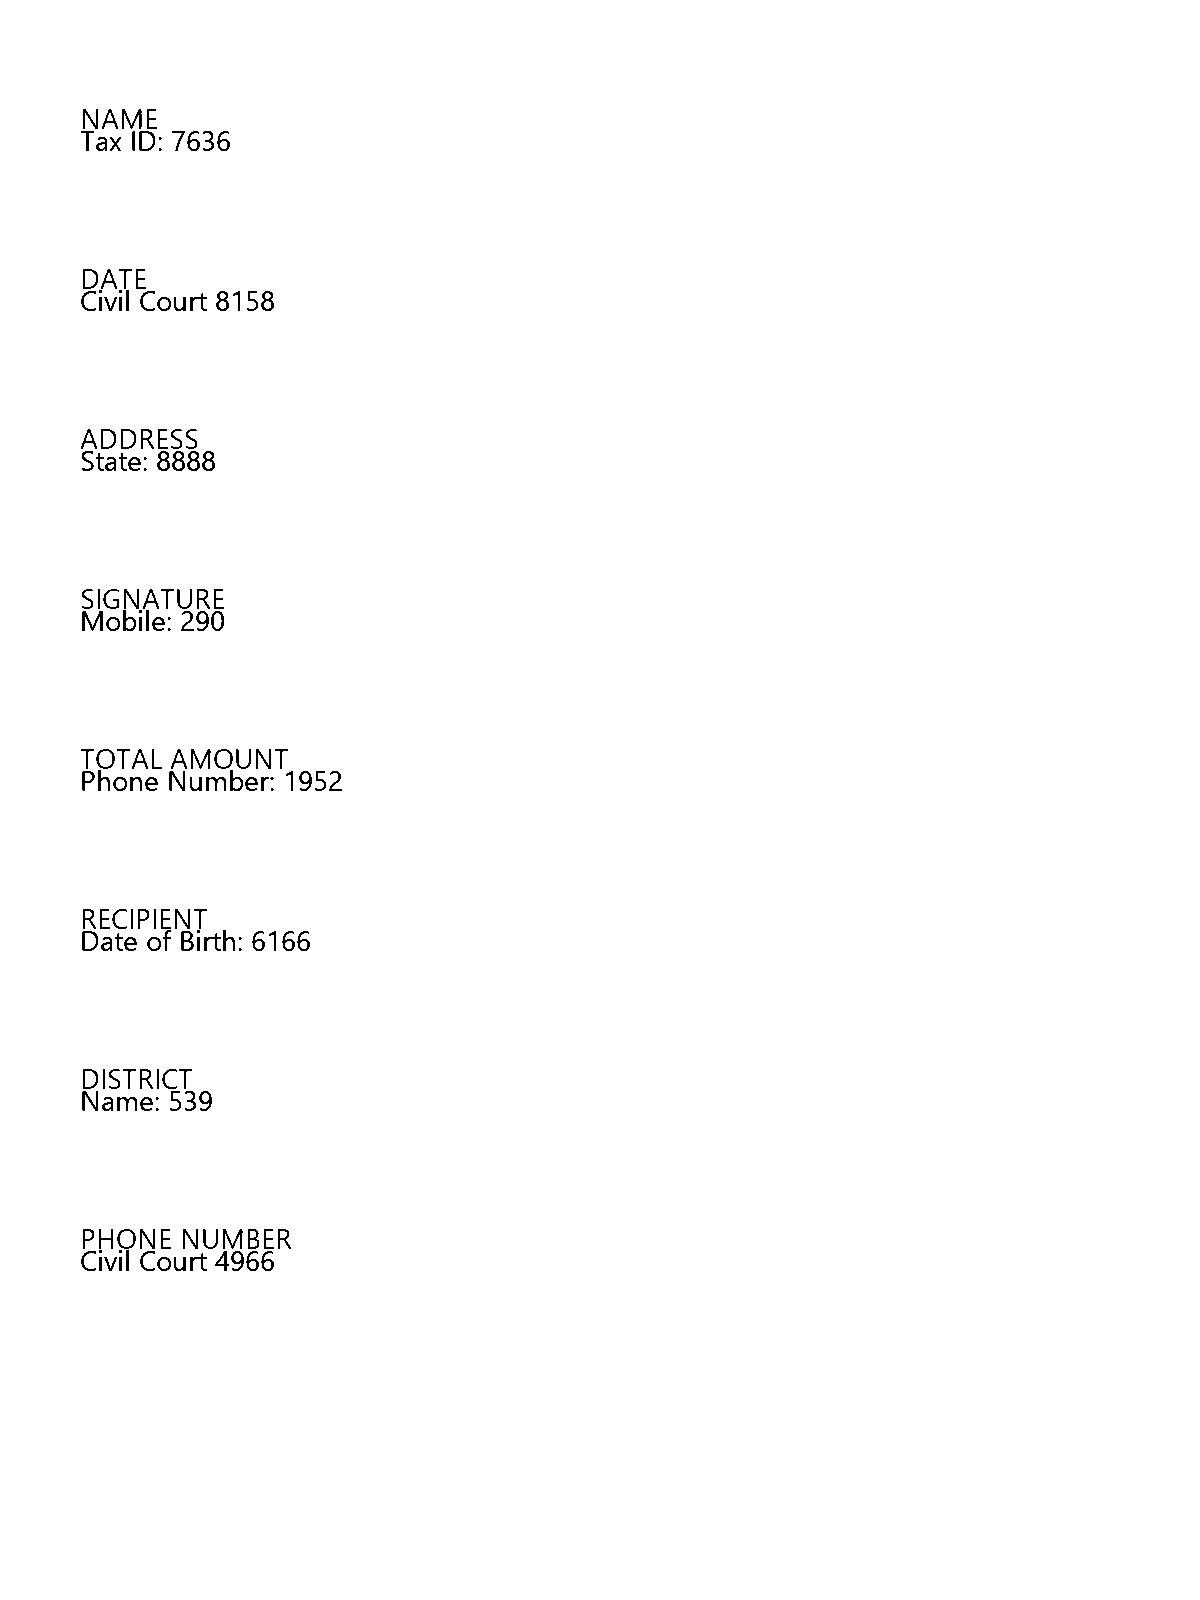 NAME
Tax ID: 7636
DATE
Civil Court 8158
ADDRESS
State: 8888
SIGNATURE
Mobile: 290
TOTAL AMOUNT
Phone Number: 1952
RECIPIENT
Date of Birth: 6166
DISTRICT
Name: 539
PHONE NUMBER
Civil Court 4966